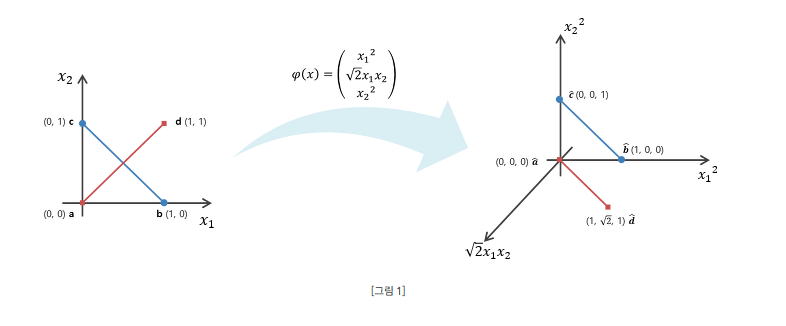 x₂
(0, 1) c
d (1, 1)
(0, 0) a
b (1, 0)
x₁
φ(x) = ( x₁²
√2x₁x₂
x₂² )
x₂²
ĉ (0, 0, 1)
b̂ (1, 0, 0)
(0, 0, 0) â
x₁²
(1, √2, 1) d̂
√2x₁x₂
[그림 1]